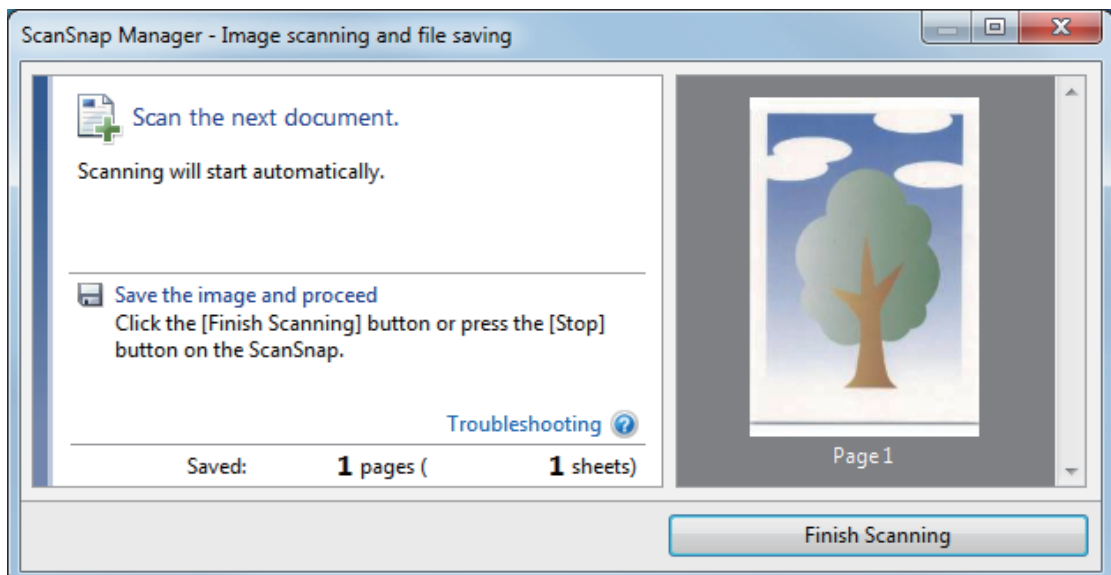 ScanSnap Manager - Image scanning and file saving
Scan the next document.
Scanning will start automatically.
Save the image and proceed
Click the [Finish Scanning] button or press the [Stop]
button on the ScanSnap.
Troubleshooting
Saved: 1 pages ( 1 sheets)
Page 1
Finish Scanning